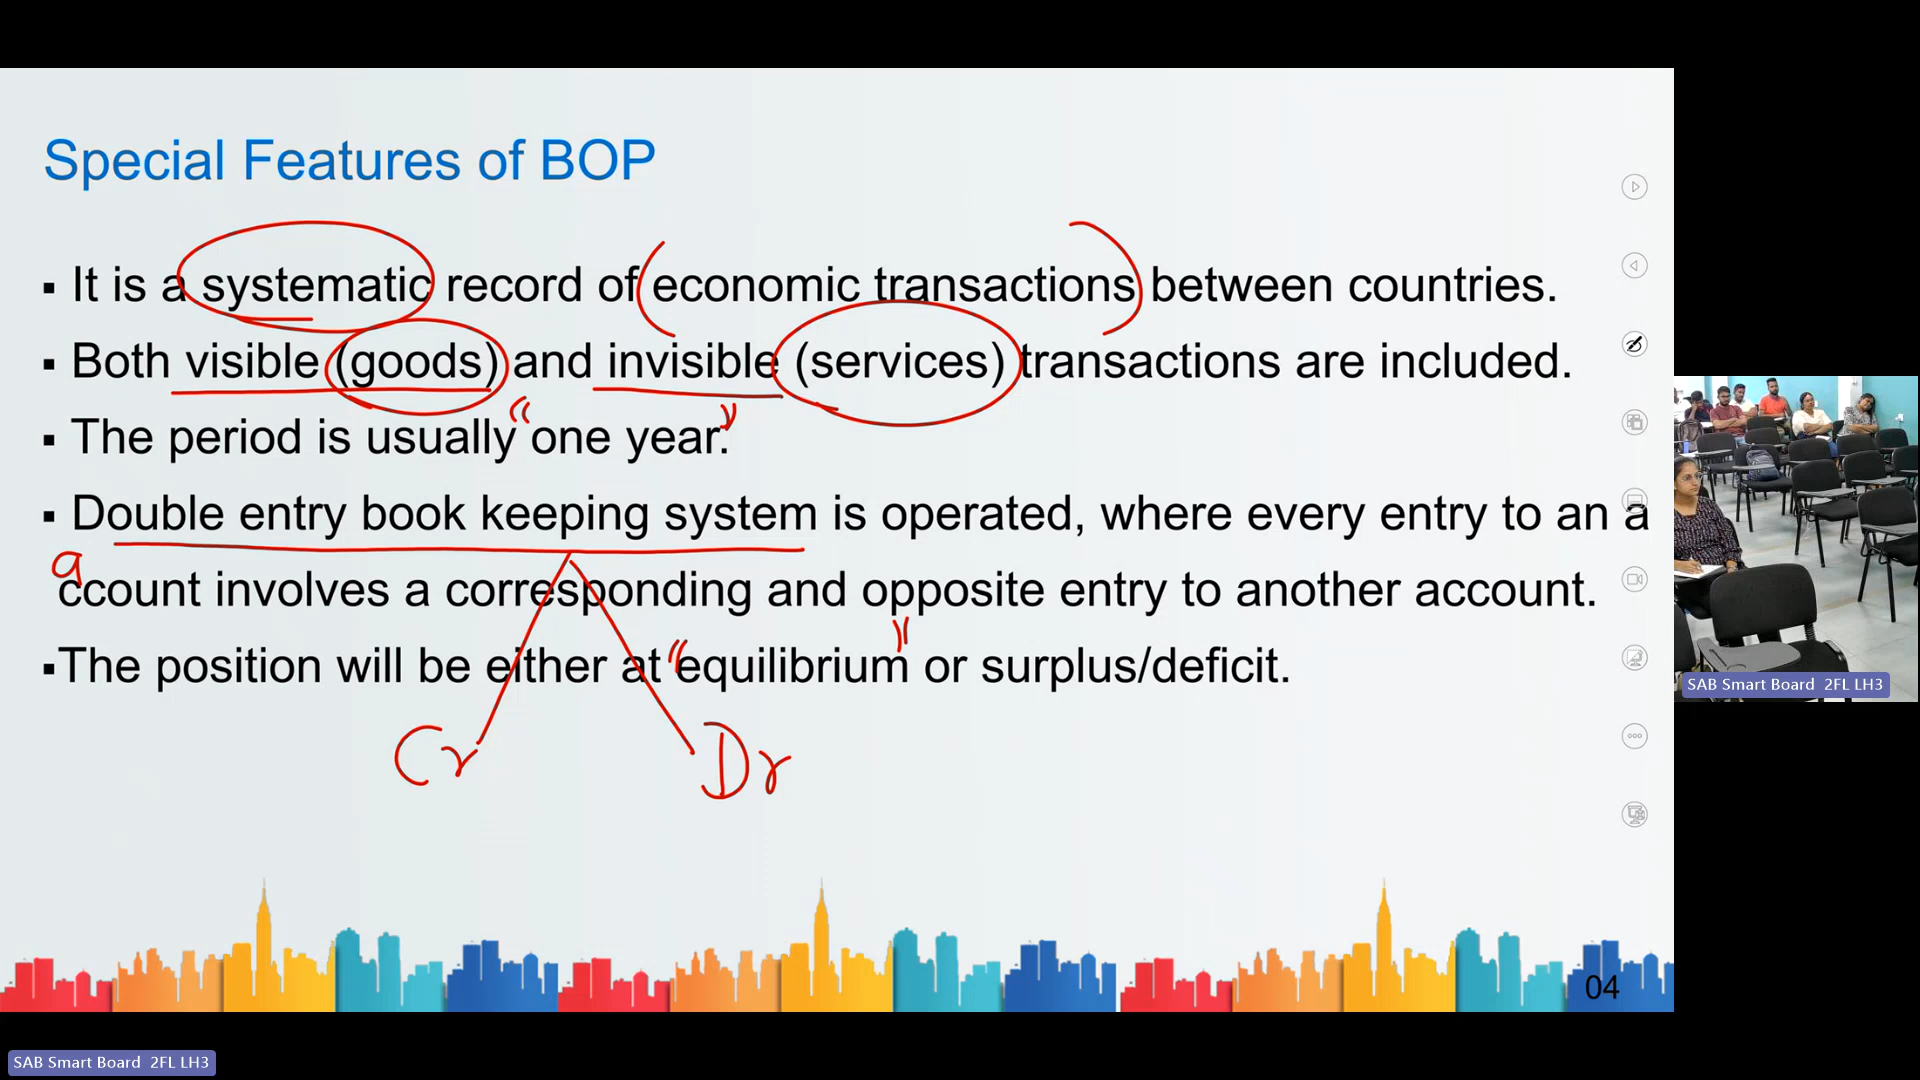 Special Features of BOP
▪ It is a systematic record of economic transactions between countries.
▪ Both visible (goods) and invisible (services) transactions are included.
▪ The period is usually "one year."
▪ Double entry book keeping system is operated, where every entry to an a
a
ccount involves a corresponding and opposite entry to another account.
▪The position will be either at "equilibrium" or surplus/deficit.
Cr Dr
04
SAB Smart Board 2FL LH3
SAB Smart Board 2FL LH3